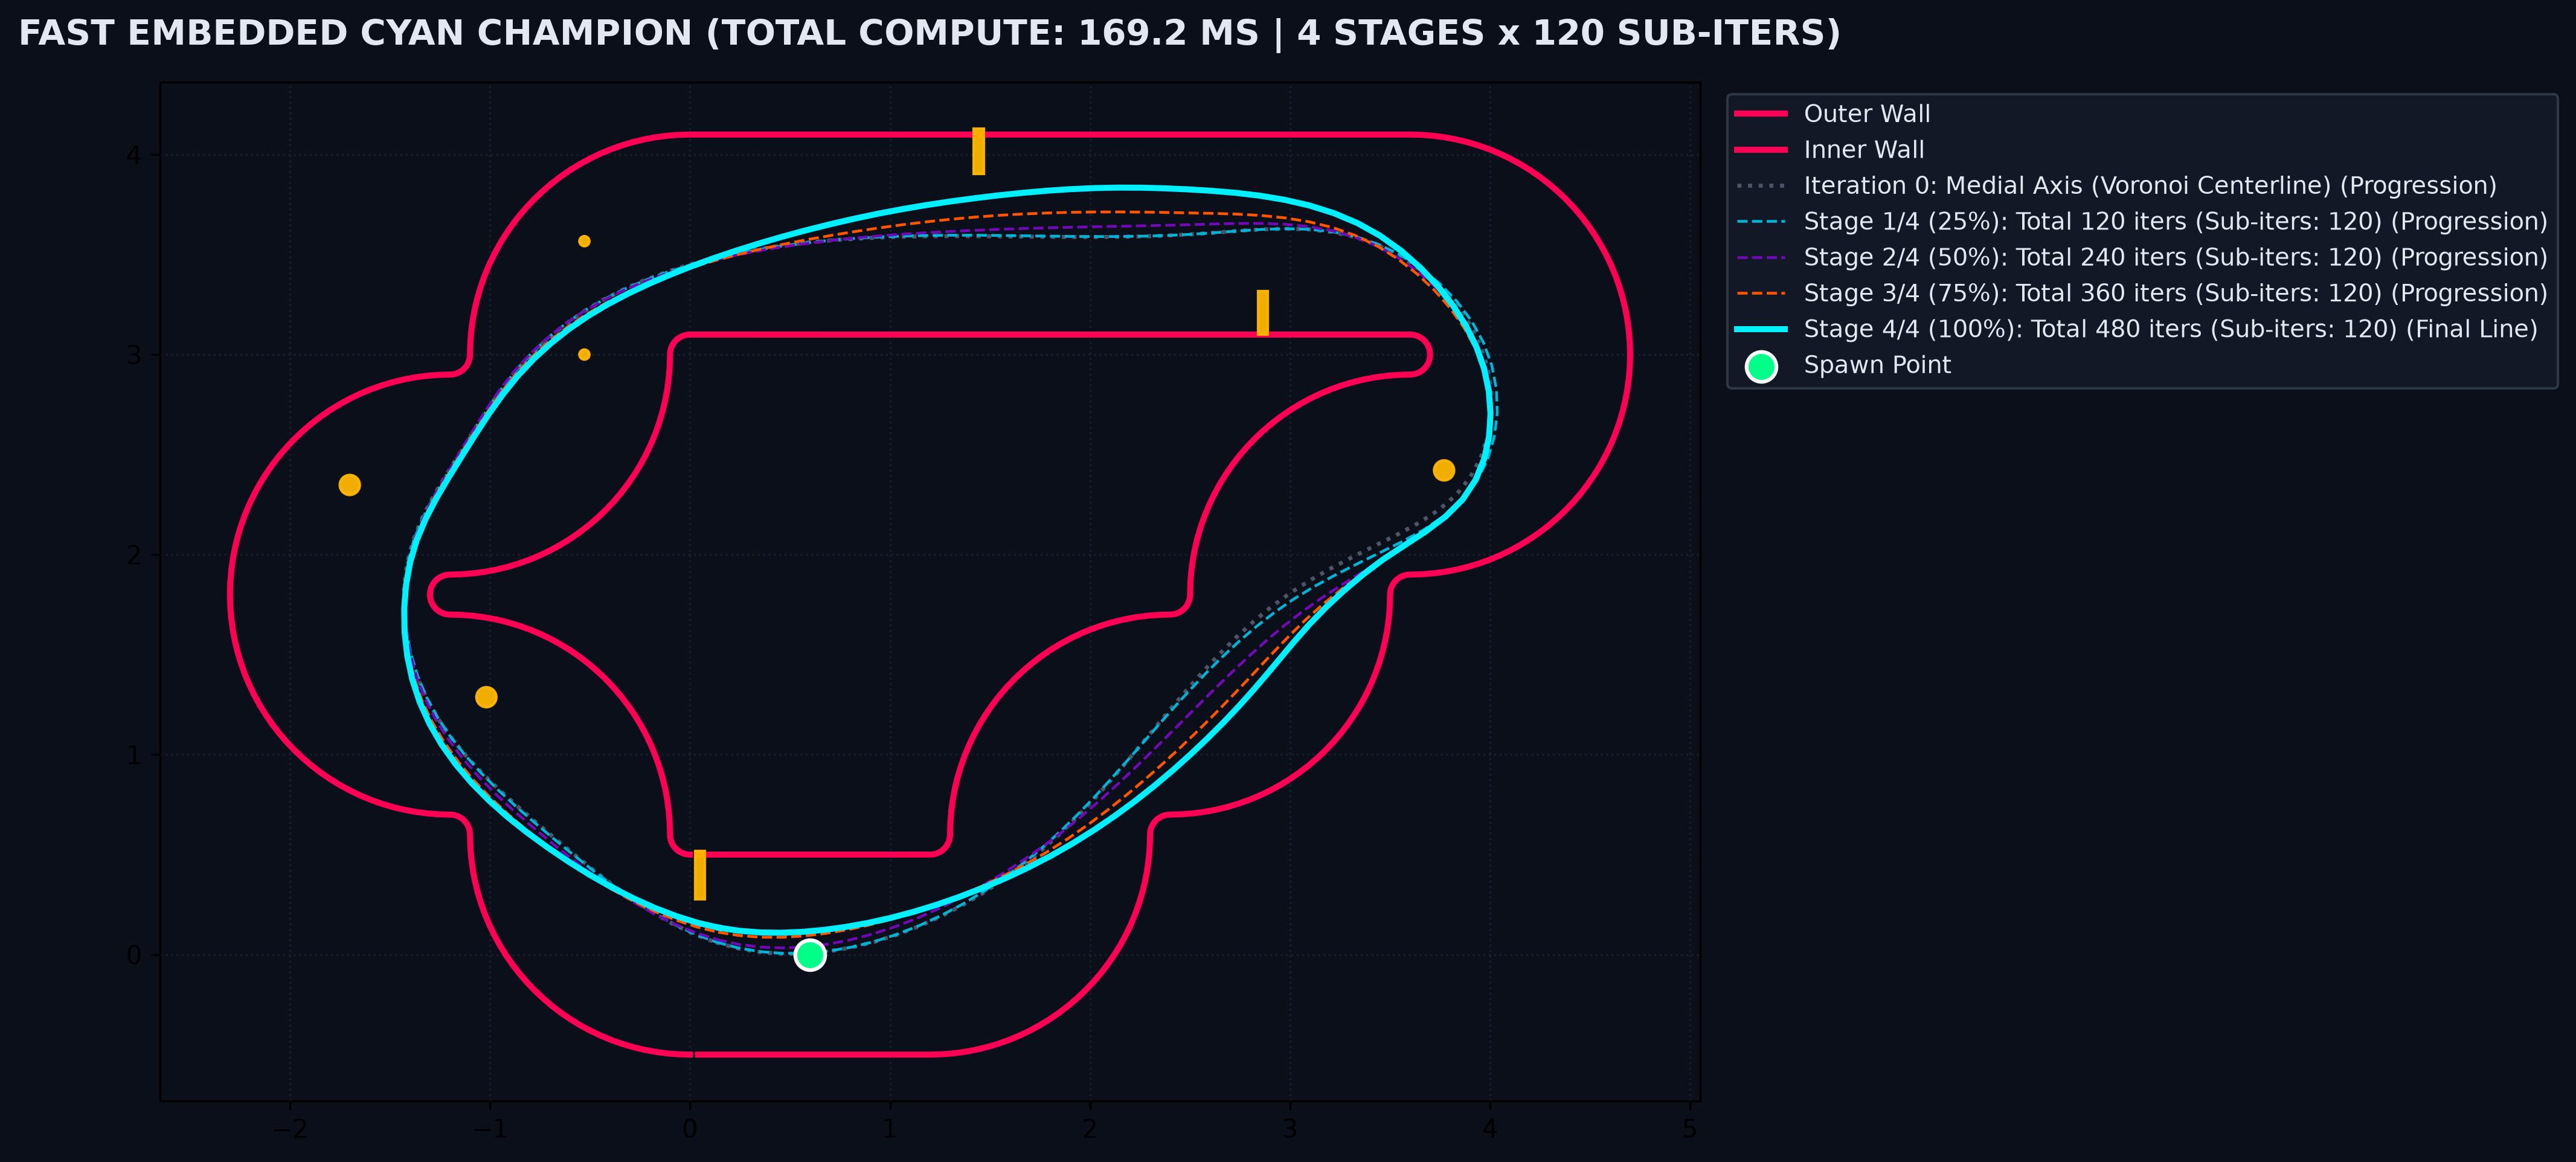 FAST EMBEDDED CYAN CHAMPION (TOTAL COMPUTE: 169.2 MS | 4 STAGES x 120 SUB-ITERS)
Outer Wall
Inner Wall
Iteration 0: Medial Axis (Voronoi Centerline) (Progression)
Stage 1/4 (25%): Total 120 iters (Sub-iters: 120) (Progression)
Stage 2/4 (50%): Total 240 iters (Sub-iters: 120) (Progression)
Stage 3/4 (75%): Total 360 iters (Sub-iters: 120) (Progression)
Stage 4/4 (100%): Total 480 iters (Sub-iters: 120) (Final Line)
Spawn Point
4
3
2
1
0
−2 −1 0 1 2 3 4 5